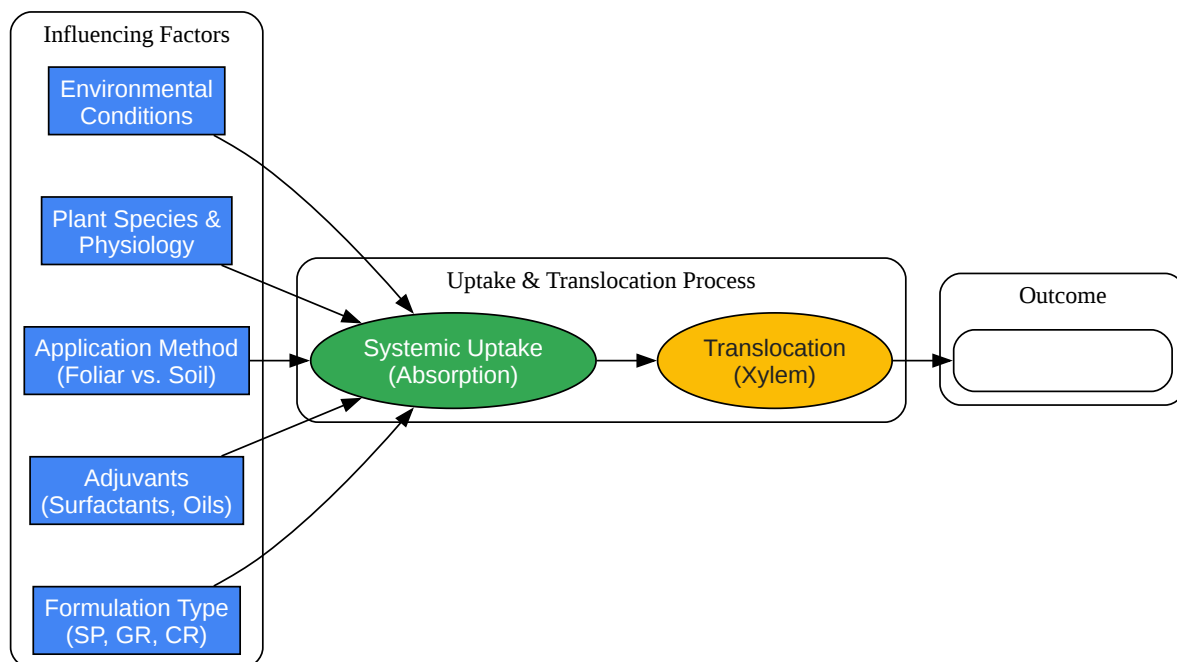 Influencing Factors
Environmental
Conditions
Plant Species &
Physiology
Application Method
(Foliar vs. Soil)
Adjuvants
(Surfactants, Oils)
Formulation Type
(SP, GR, CR)
Uptake & Translocation Process
Systemic Uptake
(Absorption)
Translocation
(Xylem)
Outcome